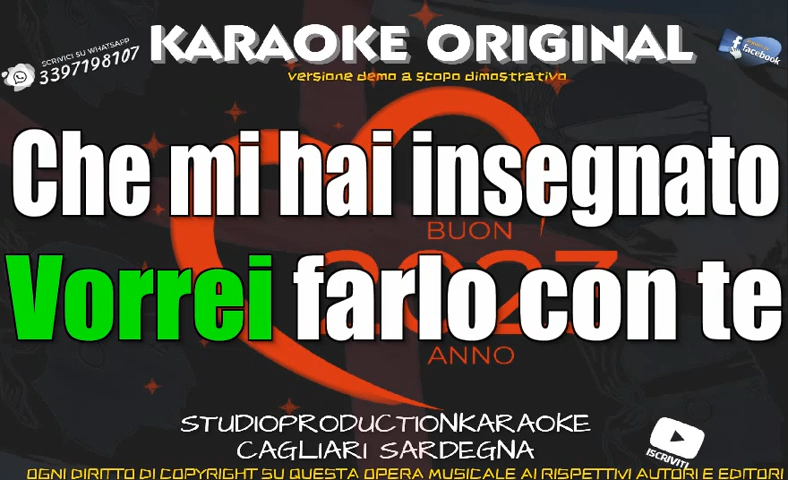 KARAOKE ORIGINAL
SCRIVICI SU WHATSAPP
3397198107
versione demo a scopo dimostrativo
facebook
Che mi hai insegnato
BUON
Vorrei farlo con te
2023
ANNO
STUDIOPRODUCTIONKARAOKE
CAGLIARI SARDEGNA
ISCRIVITI
OGNI DIRITTO DI COPYRIGHT SU QUESTA OPERA MUSICALE AI RISPETTIVI AUTORI E EDITORI